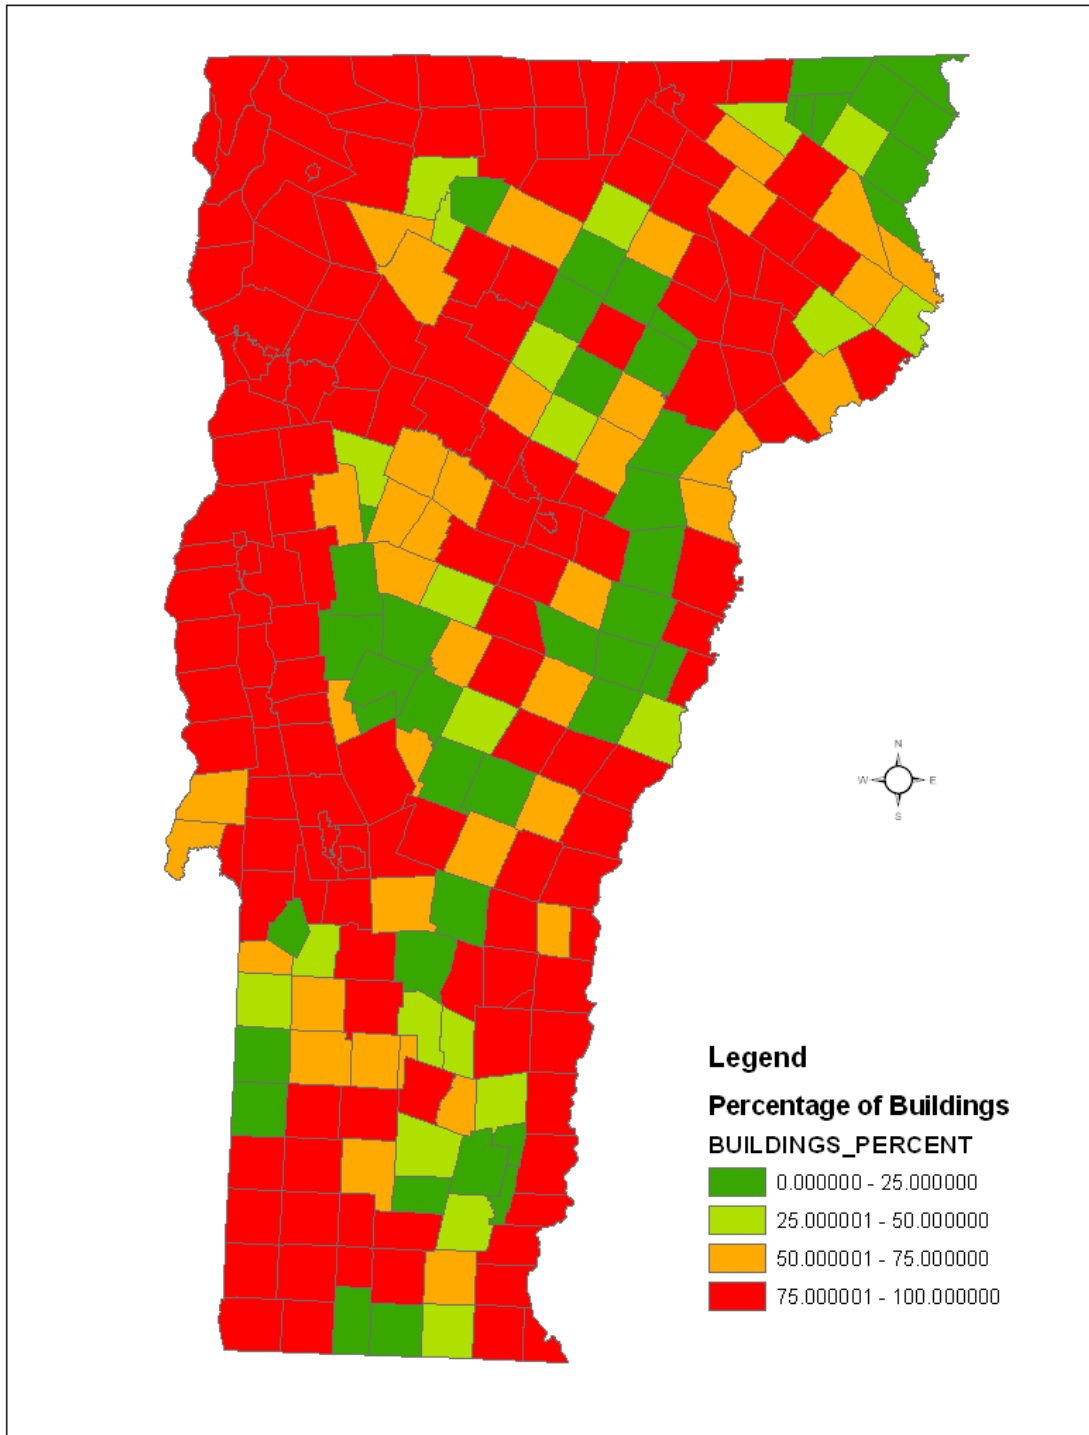 N
W E
S
Legend
Percentage of Buildings
BUILDINGS_PERCENT
0.000000 - 25.000000
25.000001 - 50.000000
50.000001 - 75.000000
75.000001 - 100.000000